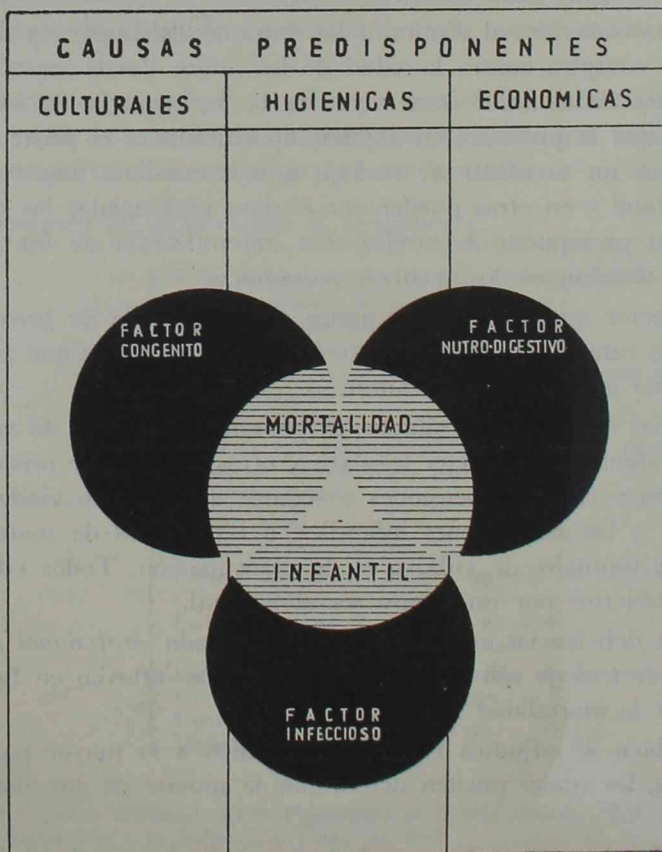 CAUSAS PREDISPONENTES
CULTURALES HIGIENICAS ECONOMICAS
FACTOR
CONGENITO
FACTOR
NUTRO-DIGESTIVO
MORTALIDAD
INFANTIL
FACTOR
INFECCIOSO